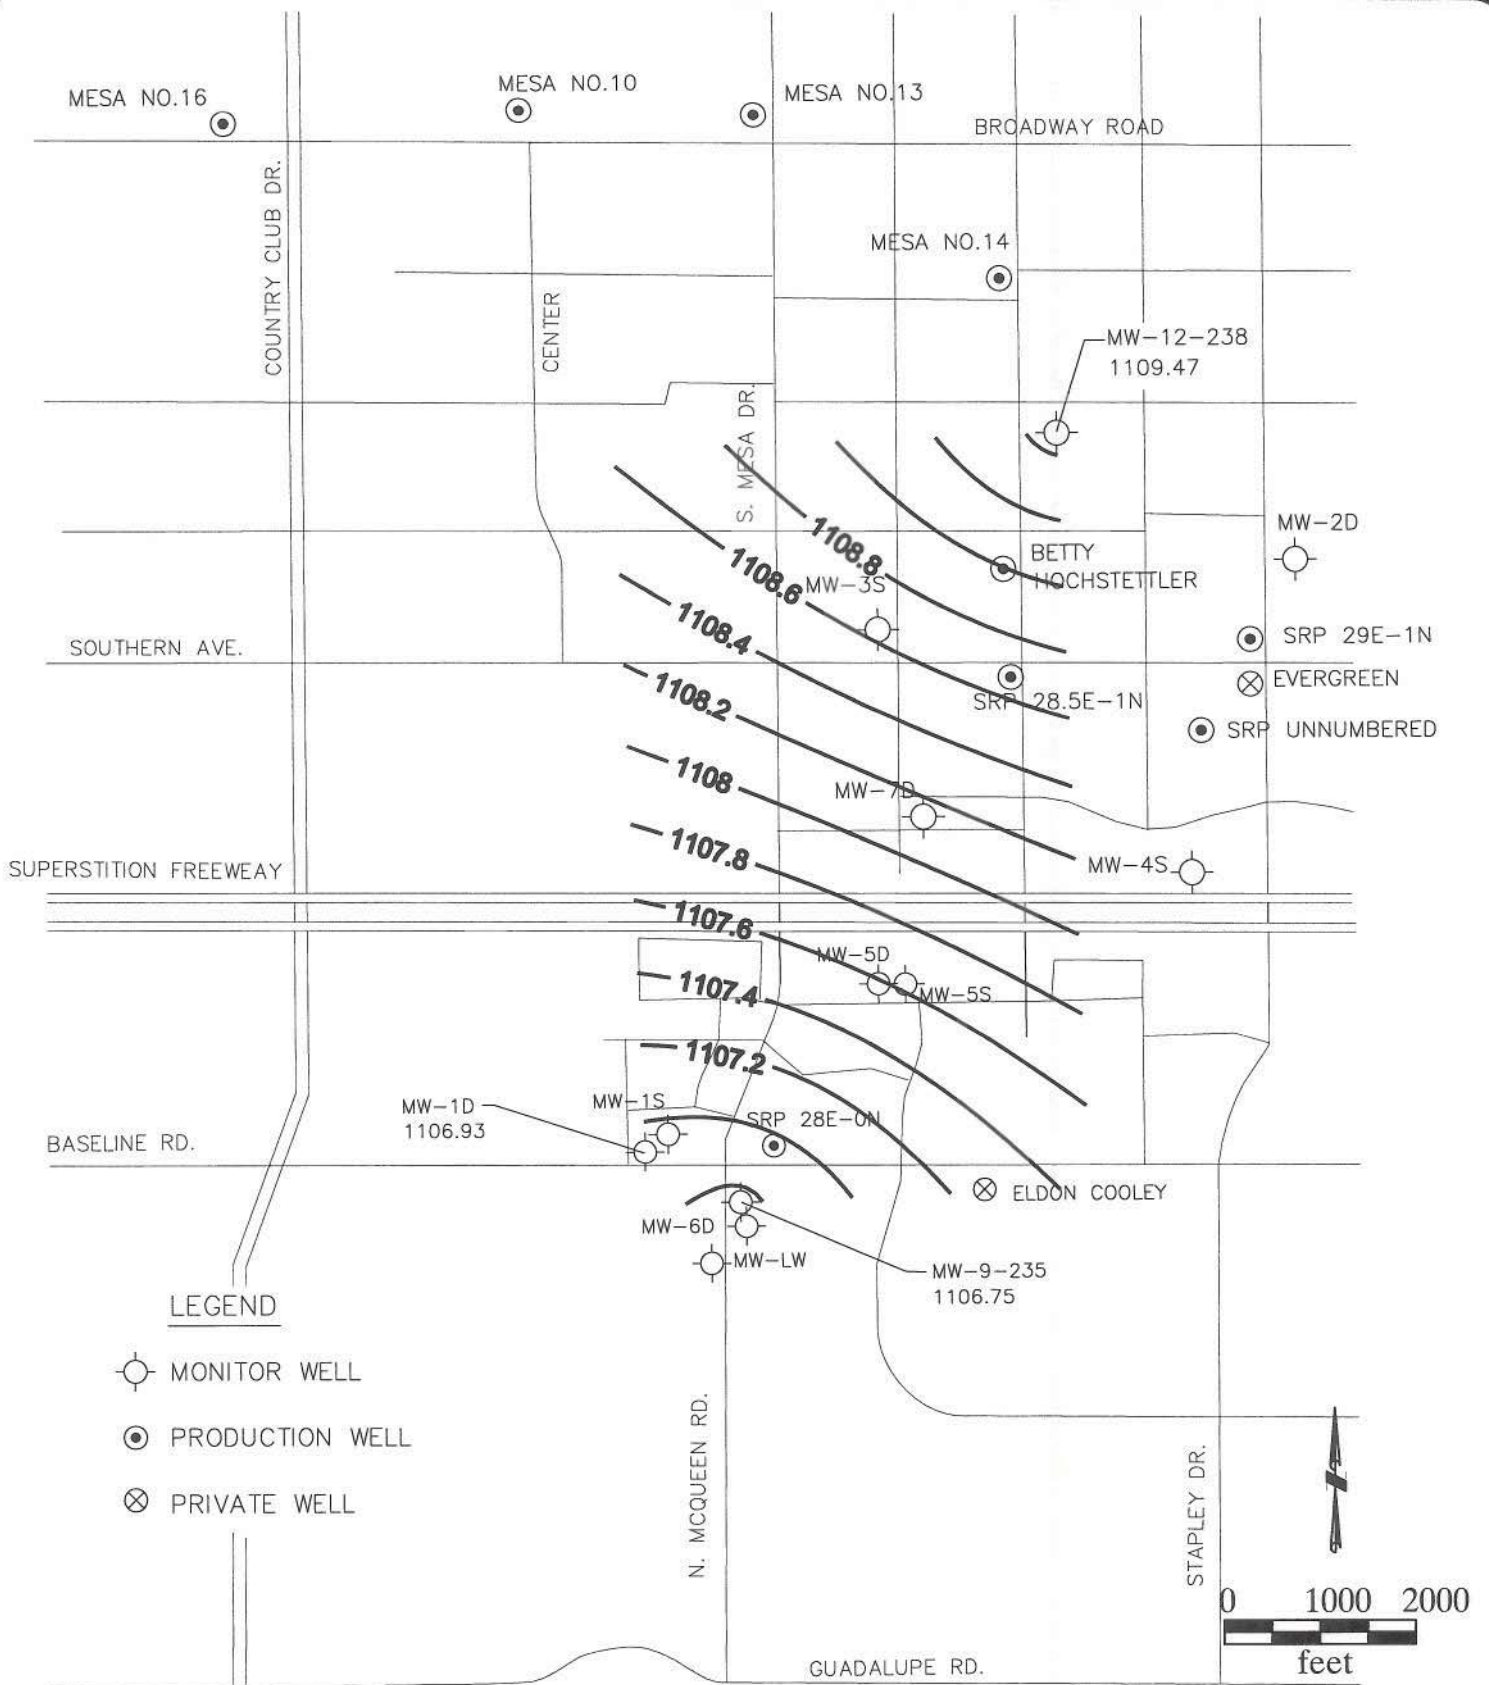 MESA NO.16
MESA NO.10
MESA NO.13
BROADWAY ROAD
COUNTRY CLUB DR.
MESA NO.14
CENTER
MW-12-238
1109.47
S. MESA DR.
MW-2D
1108.8
BETTY
HOCHSTETTLER
1108.6
MW-3S
1108.4
SOUTHERN AVE.
SRP 29E-1N
EVERGREEN
1108.2
SRP 28.5E-1N
SRP UNNUMBERED
1108
MW-7D
1107.8
MW-4S
SUPERSTITION FREEWEAY
1107.6
MW-5D
MW-5S
1107.4
1107.2
MW-1D
1106.93
MW-1S
SRP 28E-0N
BASELINE RD.
ELDON COOLEY
MW-6D
MW-LW
MW-9-235
1106.75
LEGEND
MONITOR WELL
PRODUCTION WELL
PRIVATE WELL
N. MCQUEEN RD.
STAPLEY DR.
0 1000 2000
feet
GUADALUPE RD.